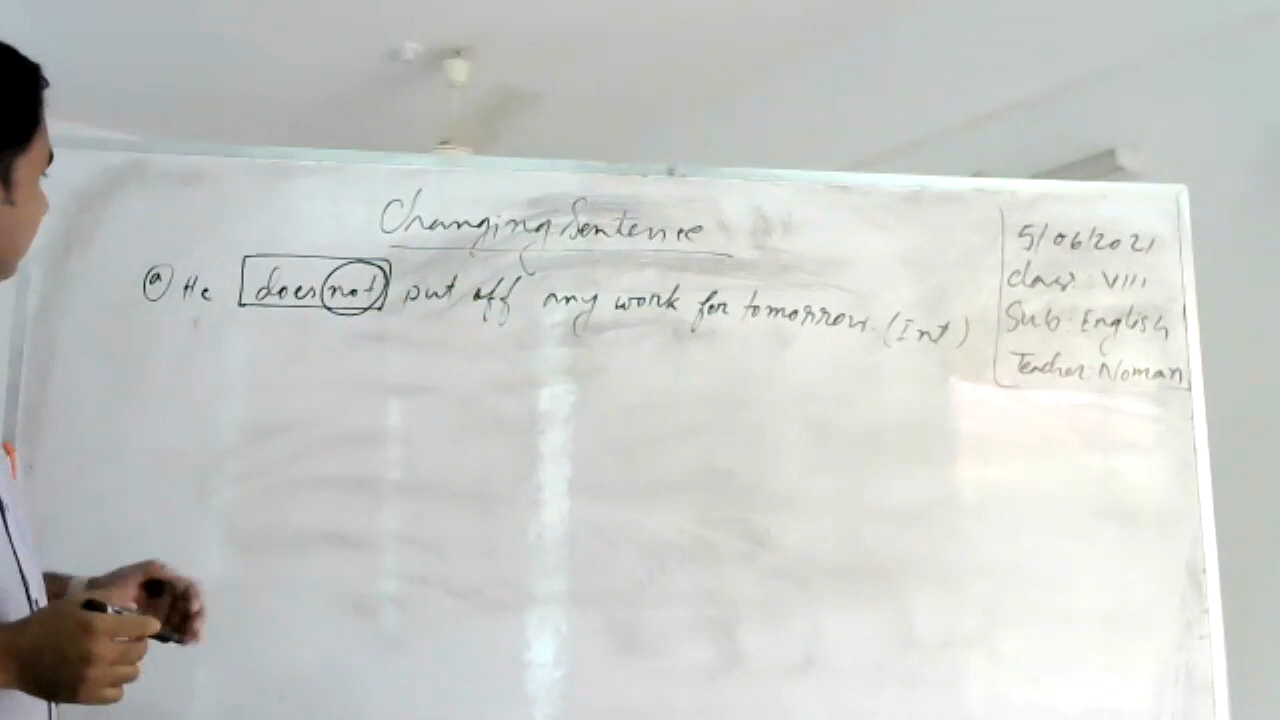 Changing Sentence
(a) He does not put off any work for tomorrow. (Int)
5/06/2021
Class: VIII
Sub: English
Teacher: Noman